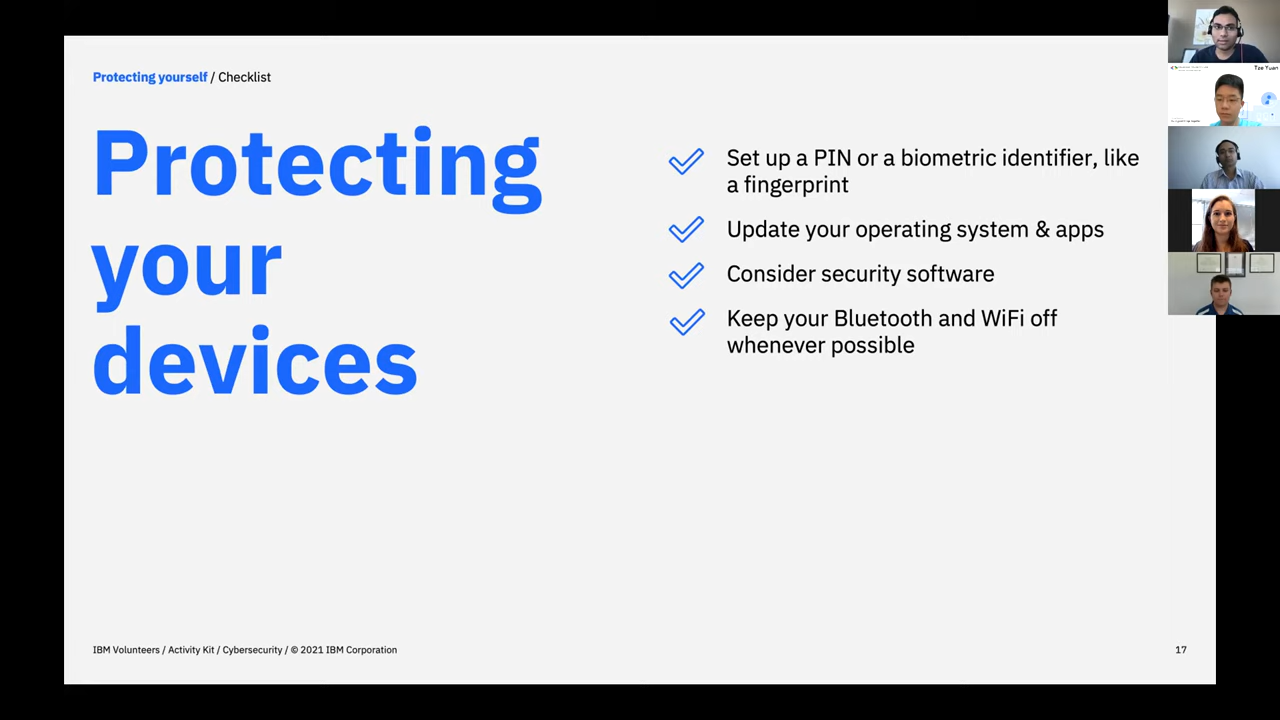 Protecting yourself / Checklist
Protecting
your
devices
Set up a PIN or a biometric identifier, like
a fingerprint
Update your operating system & apps
Consider security software
Keep your Bluetooth and WiFi off
whenever possible
IBM Volunteers / Activity Kit / Cybersecurity / © 2021 IBM Corporation
17
Tze Yuan